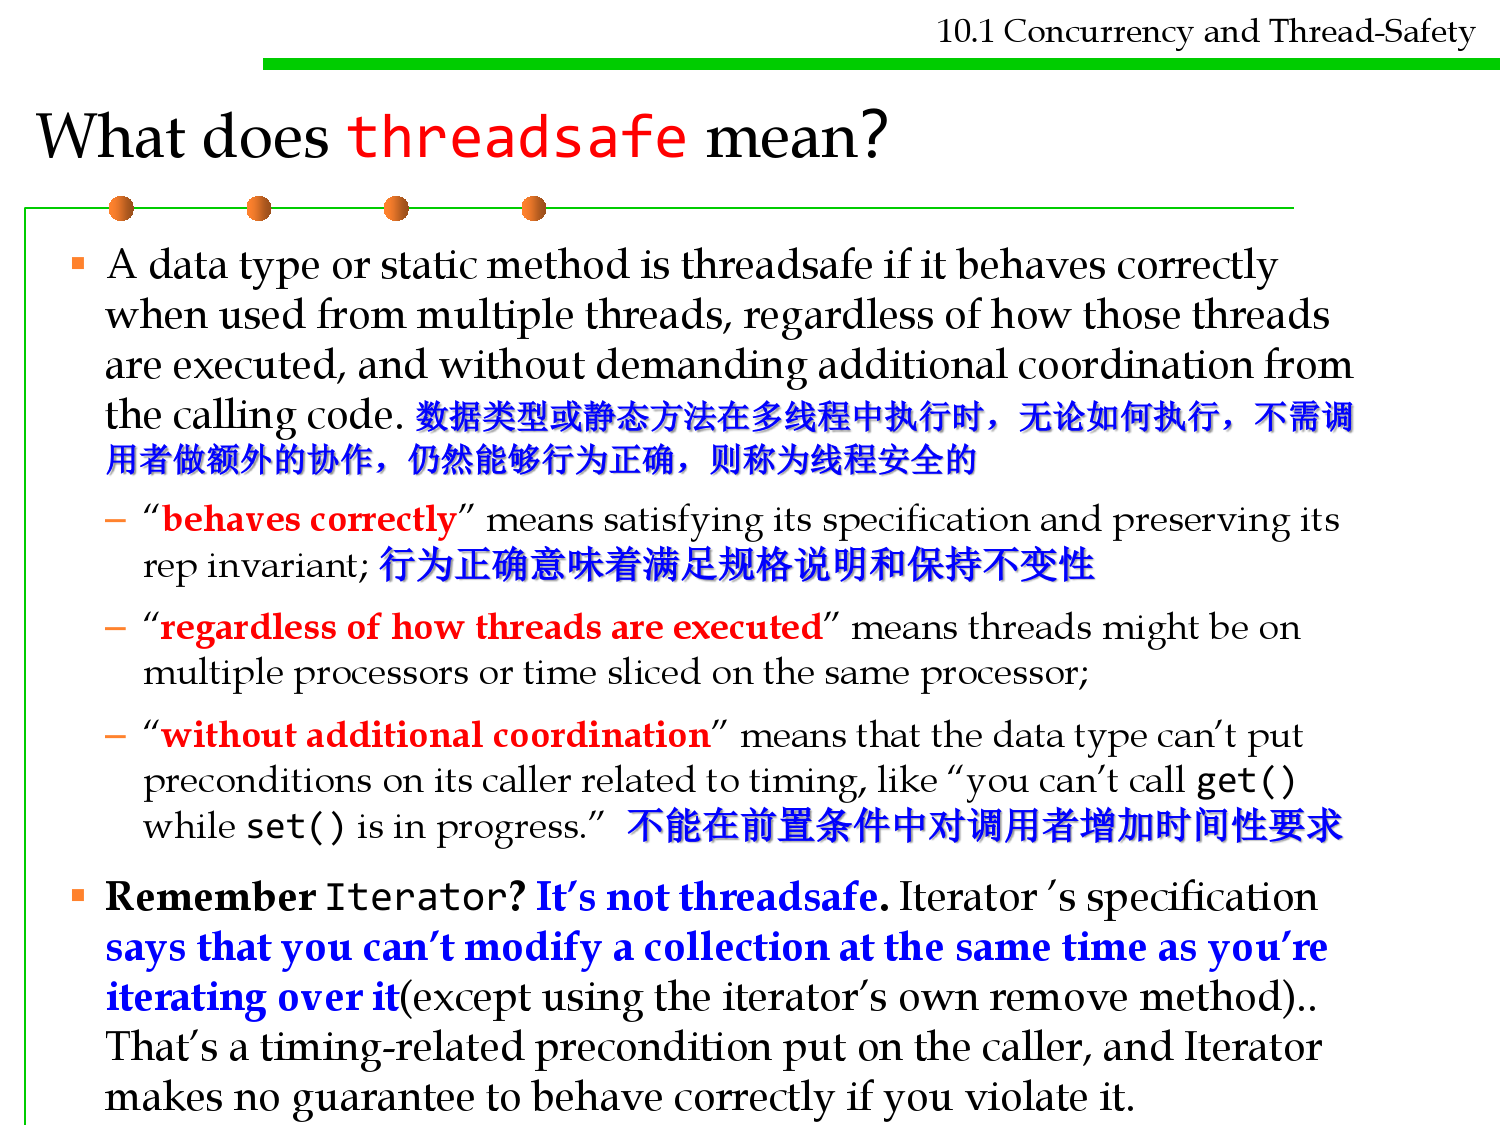 10.1 Concurrency and Thread-Safety
What does threadsafe mean?
▪ A data type or static method is threadsafe if it behaves correctly
when used from multiple threads, regardless of how those threads
are executed, and without demanding additional coordination from
the calling code. 数据类型或静态方法在多线程中执行时，无论如何执行，不需调
用者做额外的协作，仍然能够行为正确，则称为线程安全的
– “behaves correctly” means satisfying its specification and preserving its
rep invariant; 行为正确意味着满足规格说明和保持不变性
– “regardless of how threads are executed” means threads might be on
multiple processors or time sliced on the same processor;
– “without additional coordination” means that the data type can’t put
preconditions on its caller related to timing, like “you can’t call get()
while set() is in progress.” 不能在前置条件中对调用者增加时间性要求
▪ Remember Iterator? It’s not threadsafe. Iterator ’s specification
says that you can’t modify a collection at the same time as you’re
iterating over it(except using the iterator’s own remove method)..
That’s a timing-related precondition put on the caller, and Iterator
makes no guarantee to behave correctly if you violate it.